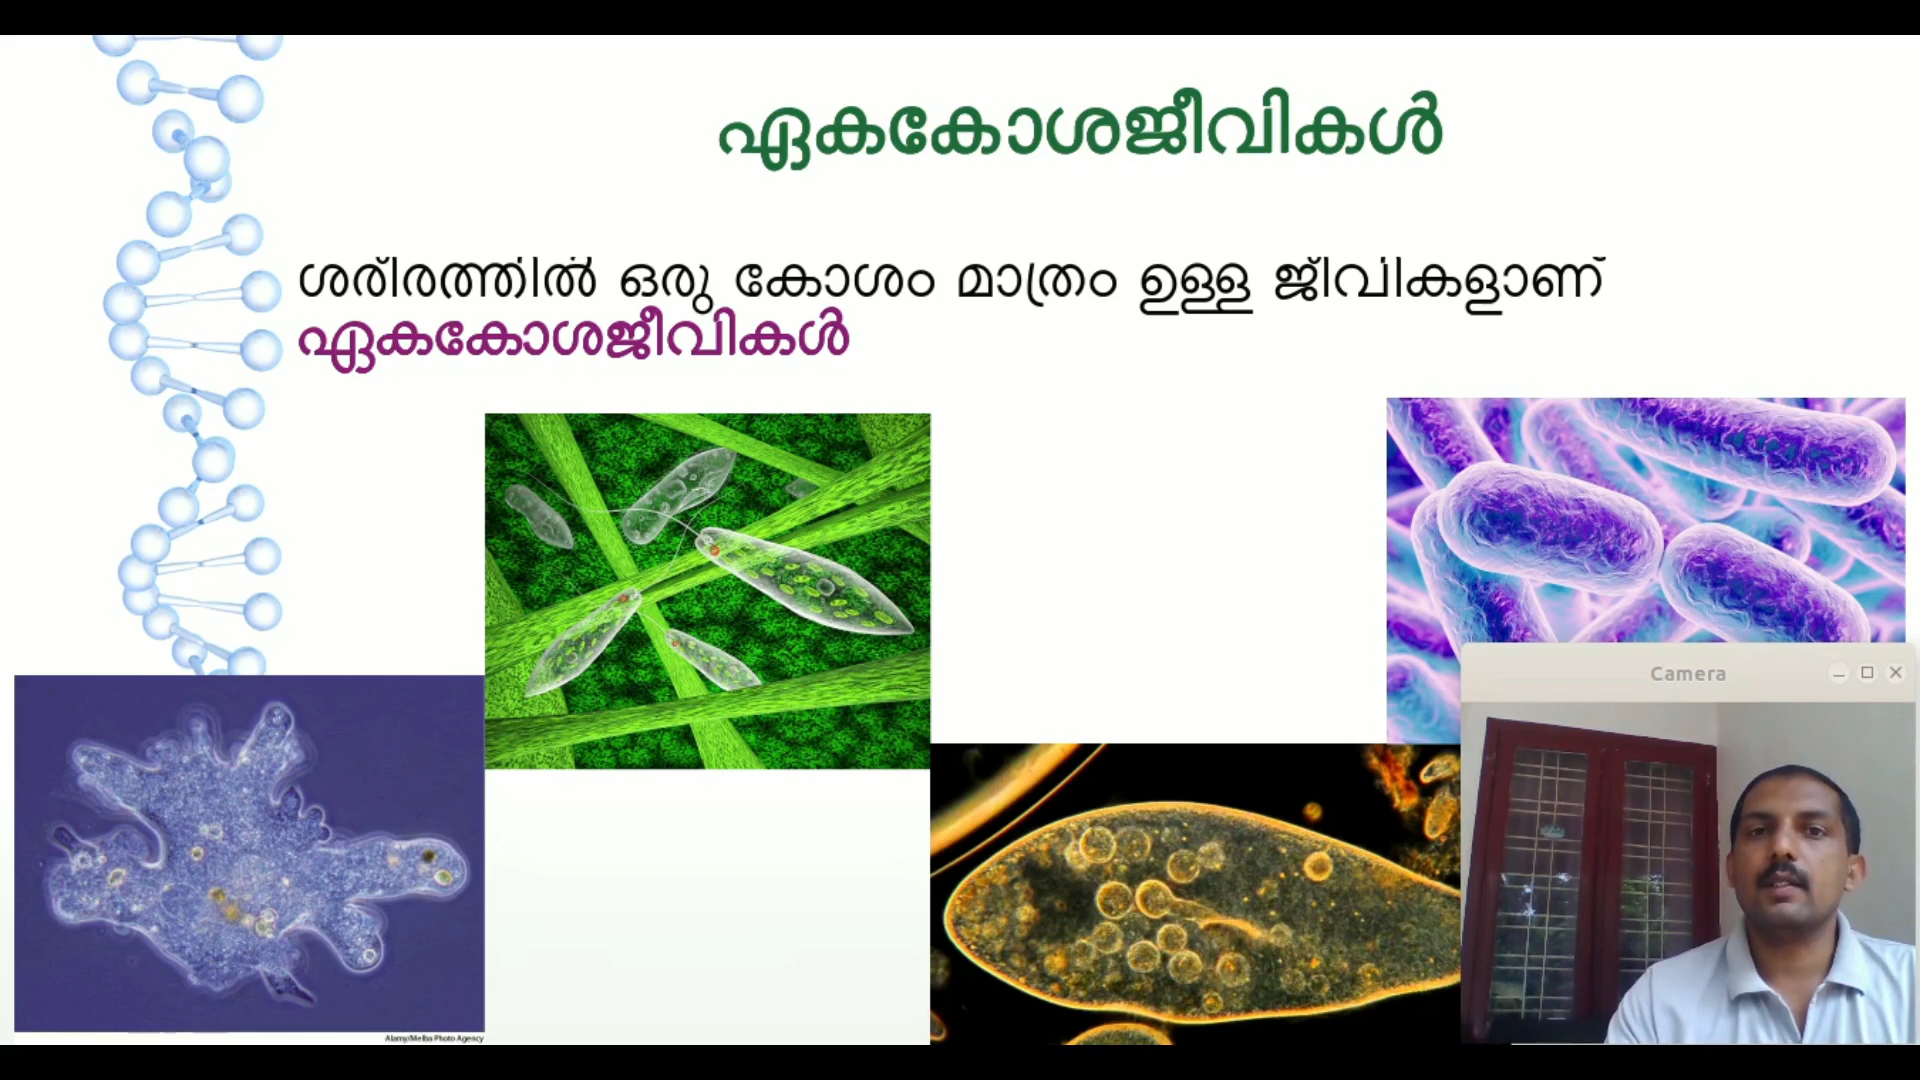 ഏകകോശജീവികൾ
ശരീരത്തിൽ ഒരു കോശം മാത്രം ഉള്ള ജീവികളാണ്
ഏകകോശജീവികൾ
Camera
Alamy/Melba Photo Agency